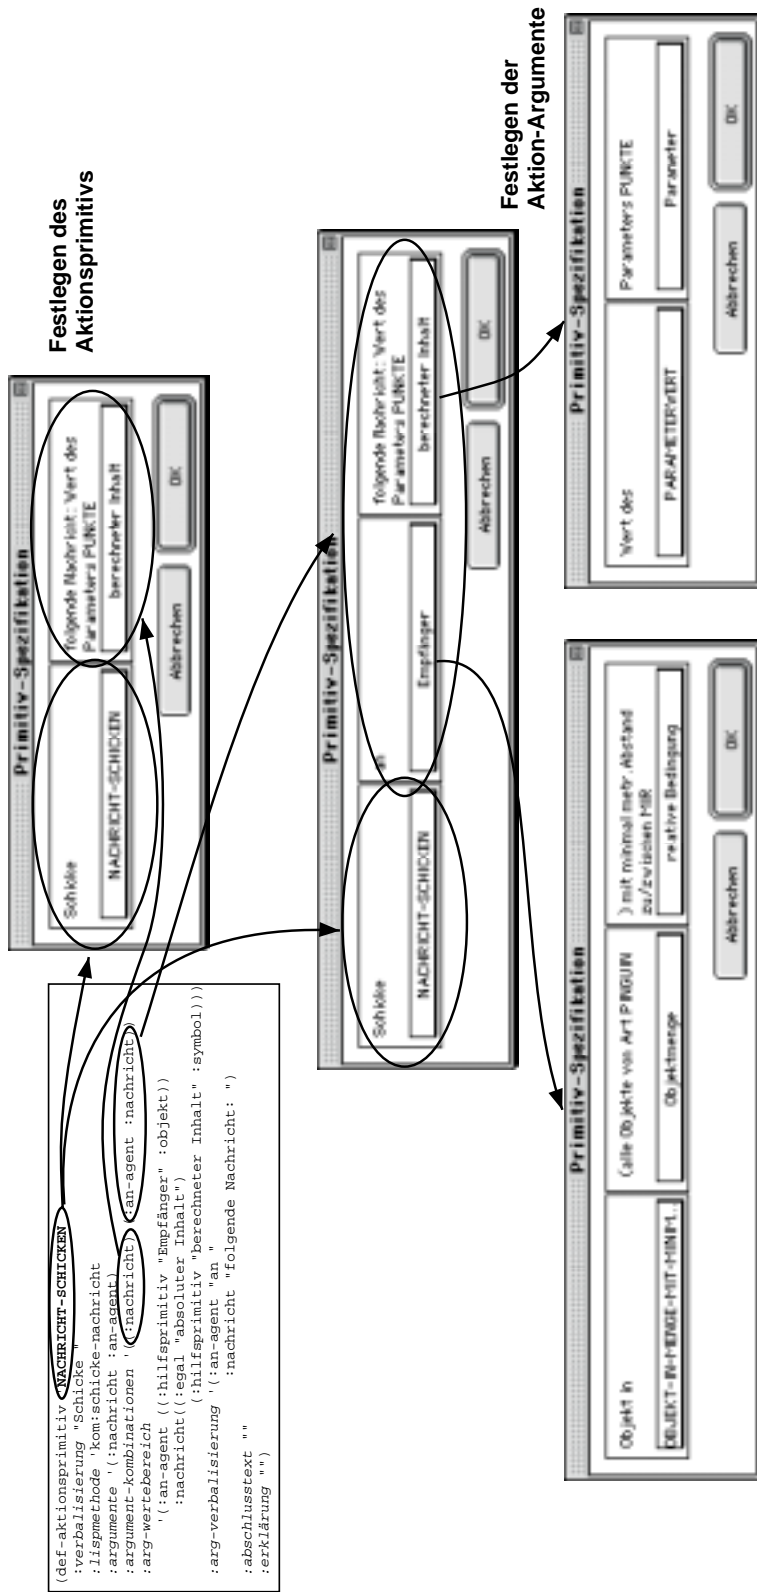 (def-aktionsprimitiv 'NACHRICHT-SCHICKEN
:verbalisierung "Schicke "
:lispmethode 'kom:schicke-nachricht
:argumente '(:nachricht :an-agent)
:argument-kombinationen '((:nachricht) (:an-agent :nachricht))
:arg-wertebereich
'(:an-agent ((:hilfsprimitiv "Empfänger" :objekt))
:nachricht((:egal "absoluter Inhalt")
(:hilfsprimitiv "berechneter Inhalt" :symbol)))
:arg-verbalisierung '(:an-agent "an "
:nachricht "folgende Nachricht: ")
:abschlusstext ""
:erklärung "")
Festlegen des
Aktionsprimitivs
Primitiv-Spezifikation
Schicke
NACHRICHT-SCHICKEN
folgende Nachricht: Wert des
Parameters PUNKTE
berechneter Inhalt
Abbrechen
OK
Primitiv-Spezifikation
Schicke
NACHRICHT-SCHICKEN
an
Empfänger
folgende Nachricht: Wert des
Parameters PUNKTE
berechneter Inhalt
Abbrechen
OK
Festlegen der
Aktion-Argumente
Primitiv-Spezifikation
Objekt in
OBJEKT-IN-MENGE-MIT-MINIM.
(alle Objekte von Art PINGUIN
Objektmenge
) mit minimal mehr Abstand
zu/zwischen MIR
reative Bedingung
Abbrechen
OK
Primitiv-Spezifikation
Wert des
PARAMETERWERT
Parameters PUNKTE
Parameter
Abbrechen
OK